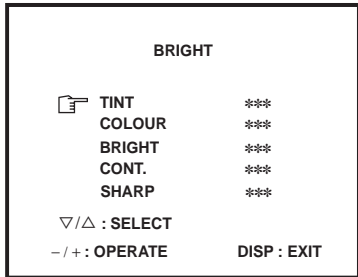 BRIGHT
☞ TINT ***
COLOUR ***
BRIGHT ***
CONT. ***
SHARP ***
▽/△ : SELECT
– / + : OPERATE DISP : EXIT